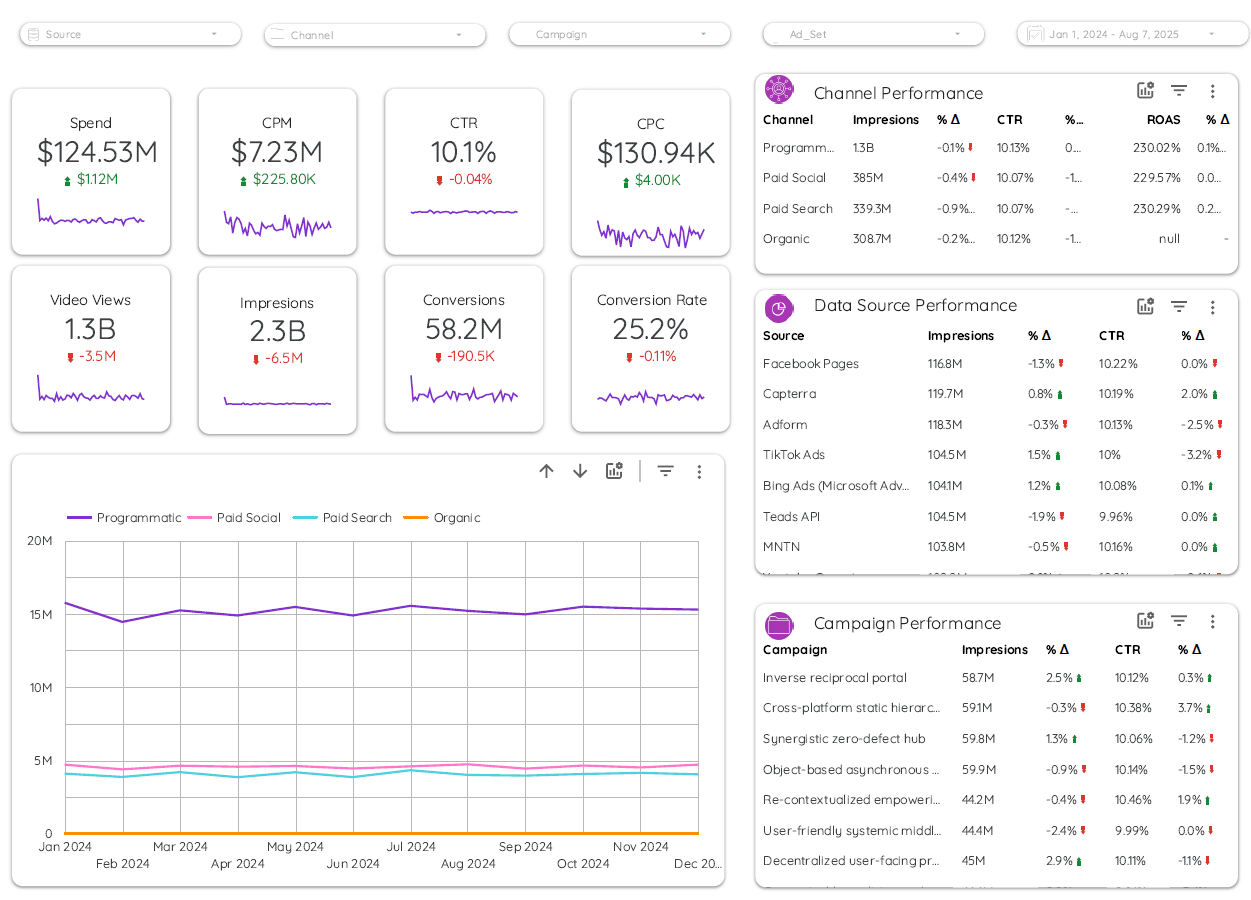 Source
Channel
Campaign
Ad_Set
Jan 1, 2024 - Aug 7, 2025
Spend
$124.53M
$1.12M
CPM
$7.23M
$225.80K
CTR
10.1%
-0.04%
CPC
$130.94K
$4.00K
Video Views
1.3B
-3.5M
Impresions
2.3B
-6.5M
Conversions
58.2M
-190.5K
Conversion Rate
25.2%
-0.11%
Programmatic Paid Social Paid Search Organic
20M
15M
10M
5M
0
Jan 2024 Mar 2024 May 2024 Jul 2024 Sep 2024 Nov 2024
Feb 2024 Apr 2024 Jun 2024 Aug 2024 Oct 2024 Dec 20...
Channel Performance
Channel Impresions % Δ CTR %... ROAS % Δ
Programm... 1.3B -0.1% 10.13% 0.... 230.02% 0.1%...
Paid Social 385M -0.4% 10.07% -1.... 229.57% 0.0...
Paid Search 339.3M -0.9%... 10.07% -... 230.29% 0.2...
Organic 308.7M -0.2%... 10.12% -1... null -
Data Source Performance
Source Impresions % Δ CTR % Δ
Facebook Pages 116.8M -1.3% 10.22% 0.0%
Capterra 119.7M 0.8% 10.19% 2.0%
Adform 118.3M -0.3% 10.13% -2.5%
TikTok Ads 104.5M 1.5% 10% -3.2%
Bing Ads (Microsoft Adv... 104.1M 1.2% 10.08% 0.1%
Teads API 104.5M -1.9% 9.96% 0.0%
MNTN 103.8M -0.5% 10.16% 0.0%
Campaign Performance
Campaign Impresions % Δ CTR % Δ
Inverse reciprocal portal 58.7M 2.5% 10.12% 0.3%
Cross-platform static hierarc... 59.1M -0.3% 10.38% 3.7%
Synergistic zero-defect hub 59.8M 1.3% 10.06% -1.2%
Object-based asynchronous ... 59.9M -0.9% 10.14% -1.5%
Re-contextualized empoweri... 44.2M -0.4% 10.46% 1.9%
User-friendly systemic middl... 44.4M -2.4% 9.99% 0.0%
Decentralized user-facing pr... 45M 2.9% 10.11% -1.1%